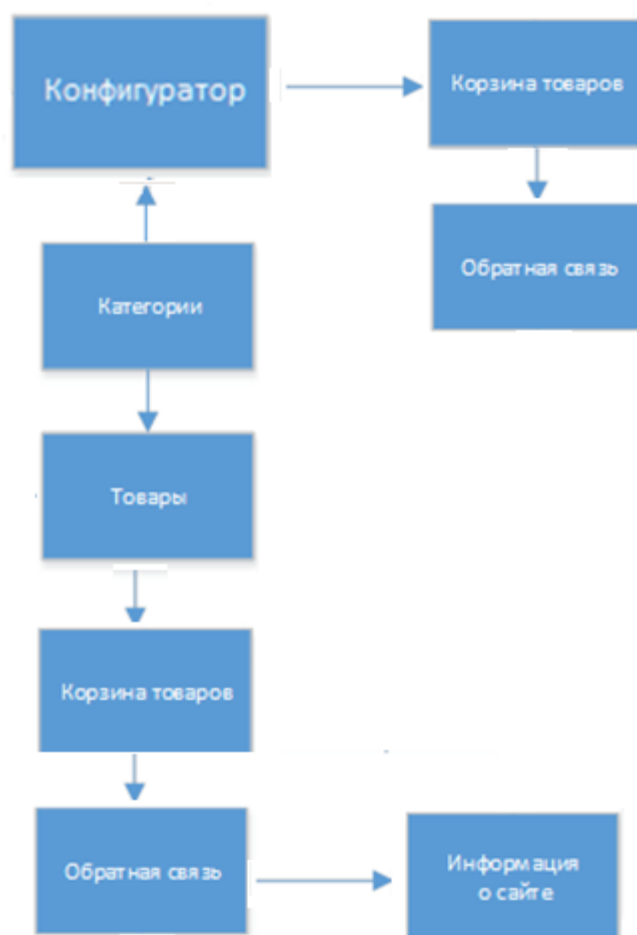 Конфигуратор
Корзина товаров
Обратная связь
Категории
Товары
Корзина товаров
Обратная связь
Информация
о сайте